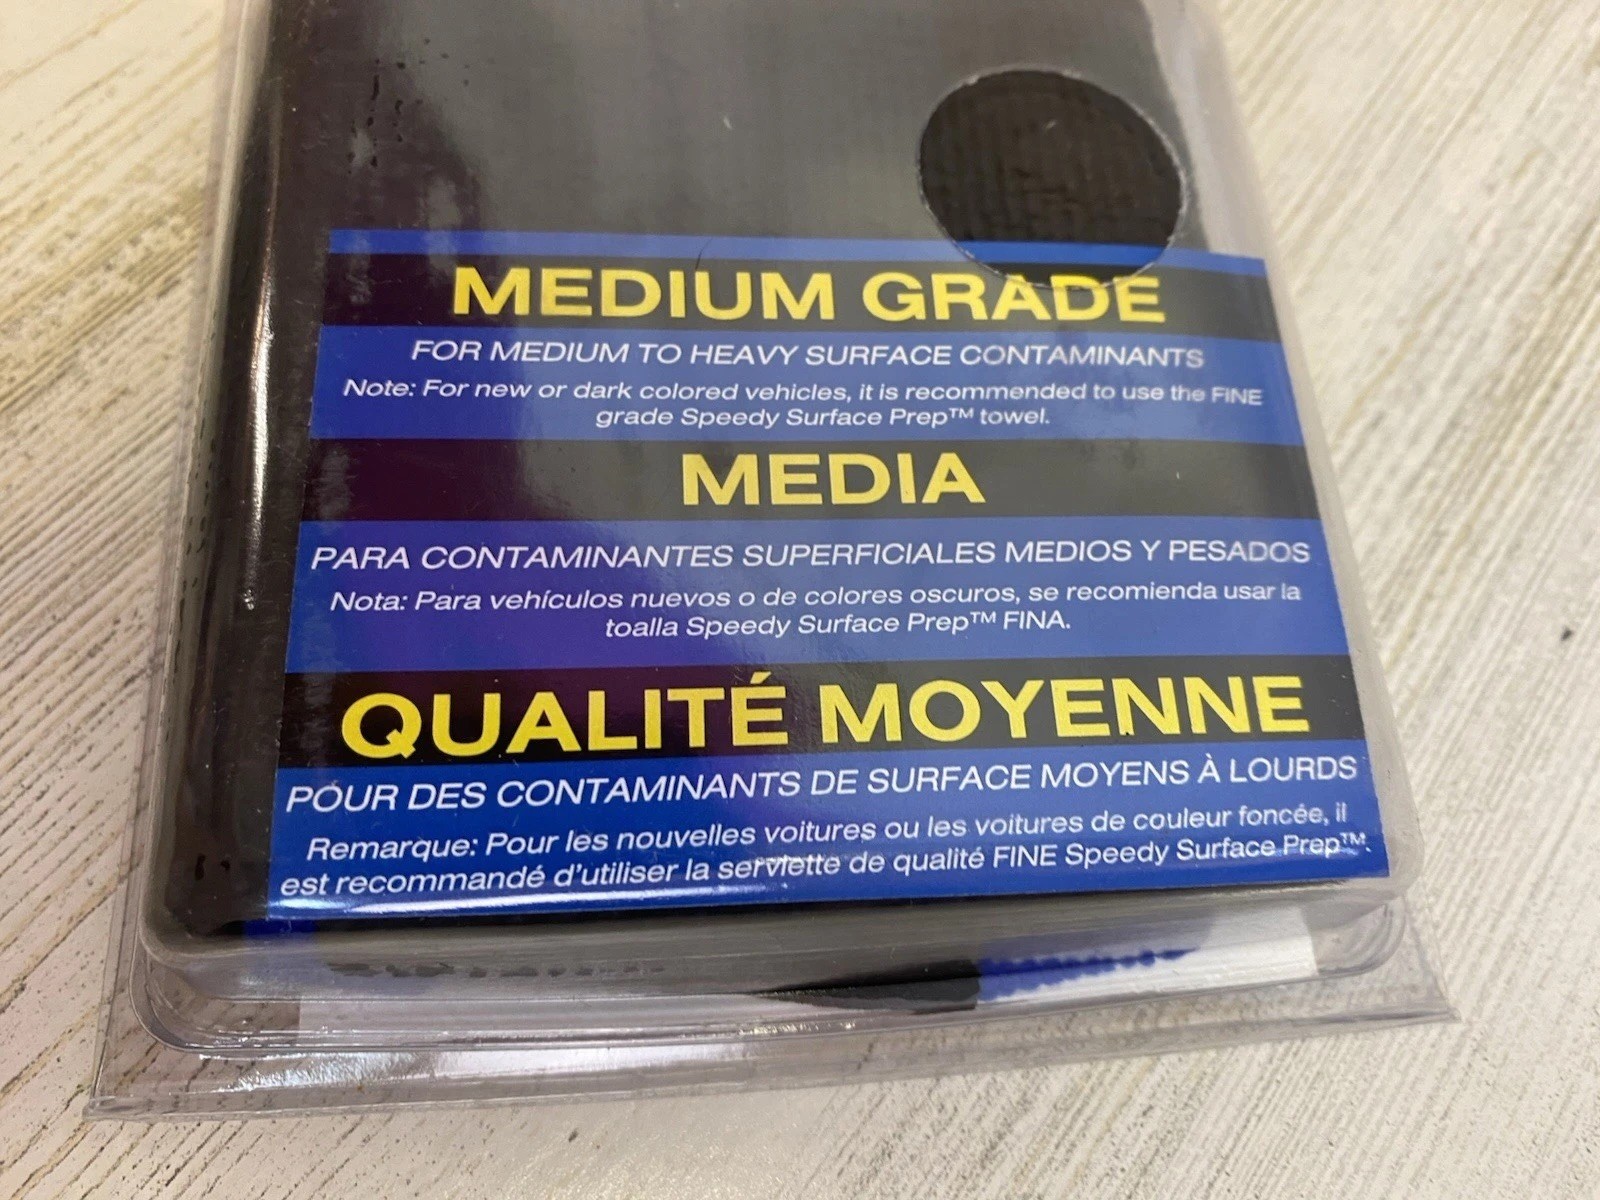 MEDIUM GRADE
FOR MEDIUM TO HEAVY SURFACE CONTAMINANTS
Note: For new or dark colored vehicles, it is recommended to use the FINE
grade Speedy Surface Prep™ towel.
MEDIA
PARA CONTAMINANTES SUPERFICIALES MEDIOS Y PESADOS
Nota: Para vehículos nuevos o de colores oscuros, se recomienda usar la
toalla Speedy Surface Prep™ FINA.
QUALITÉ MOYENNE
POUR DES CONTAMINANTS DE SURFACE MOYENS À LOURDS
Remarque: Pour les nouvelles voitures ou les voitures de couleur foncée, il
est recommandé d'utiliser la serviette de qualité FINE Speedy Surface Prep™.